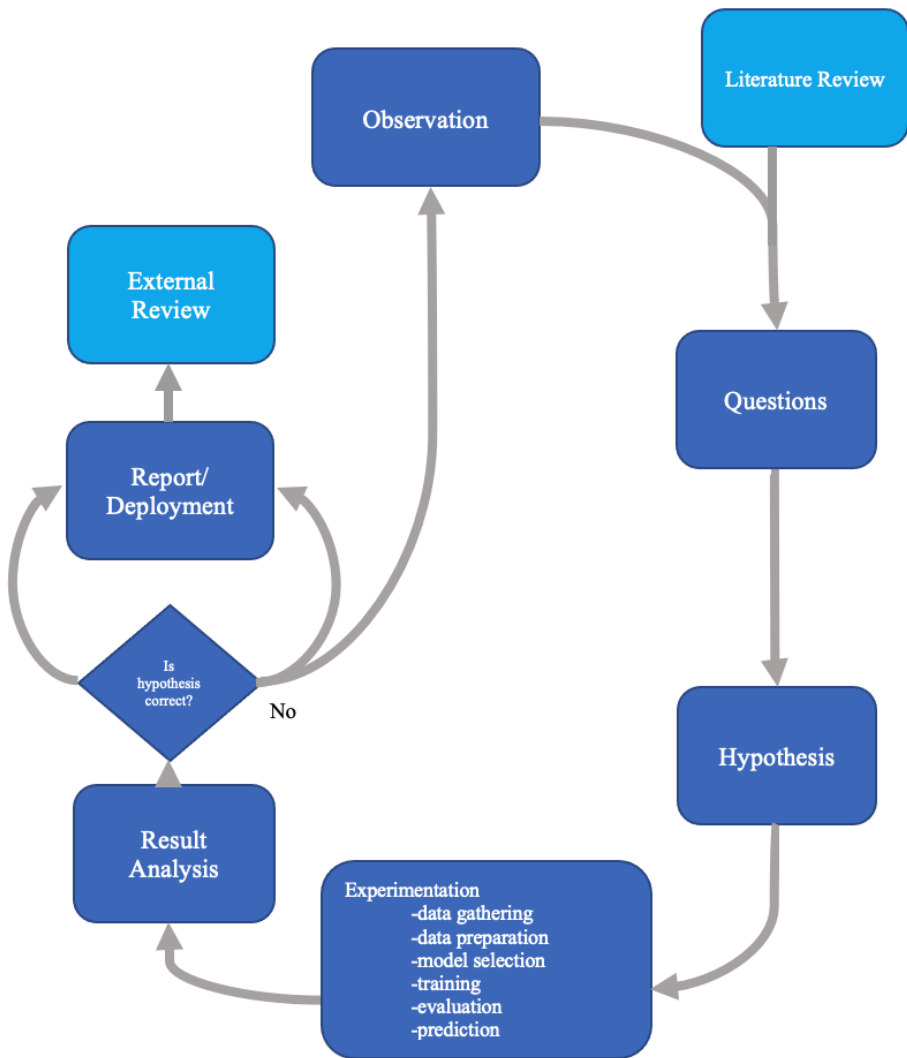 Observation
Literature Review
External
Review
Questions
Report/
Deployment
Is
hypothesis
correct?
No
Hypothesis
Result
Analysis
Experimentation
-data gathering
-data preparation
-model selection
-training
-evaluation
-prediction